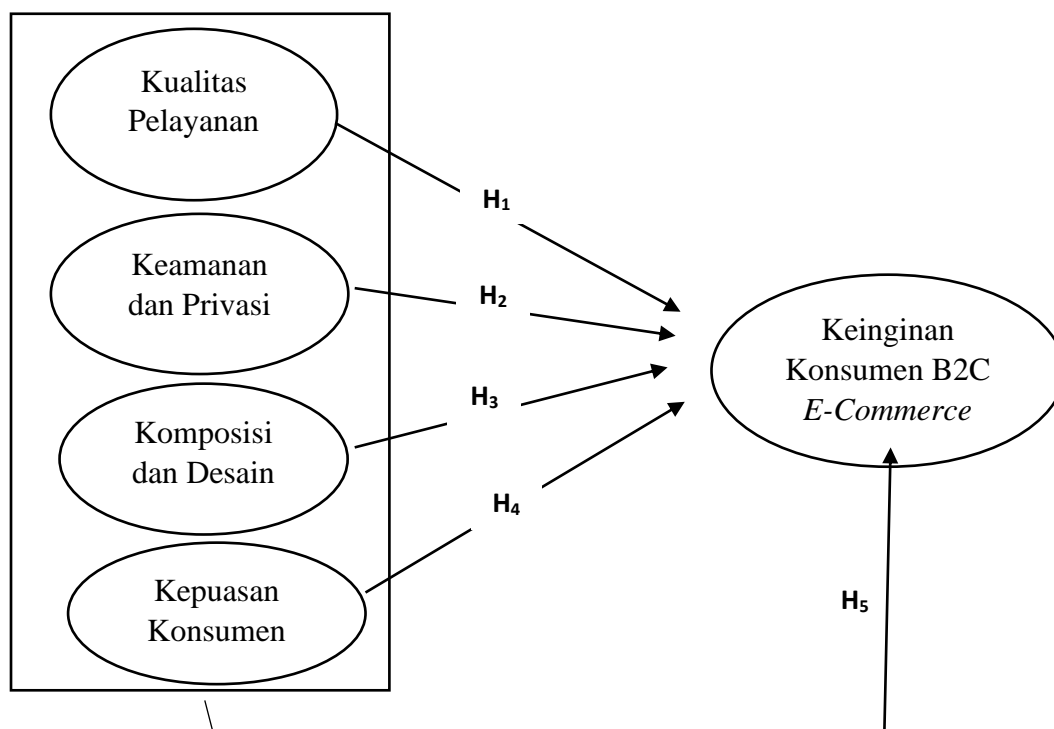 Kualitas
Pelayanan
H₁
Keamanan
dan Privasi
H₂
Keinginan
Konsumen B2C
E-Commerce
Komposisi
dan Desain
H₃
H₄
Kepuasan
Konsumen
H₅